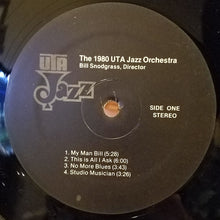 UTA
Jazz
The 1980 UTA Jazz Orchestra
Bill Snodgrass, Director
SIDE ONE
STEREO
1. My Man Bill (5:28)
2. This is All I Ask (6:00)
3. No More Blues (3:43)
4. Studio Musician (3:36)